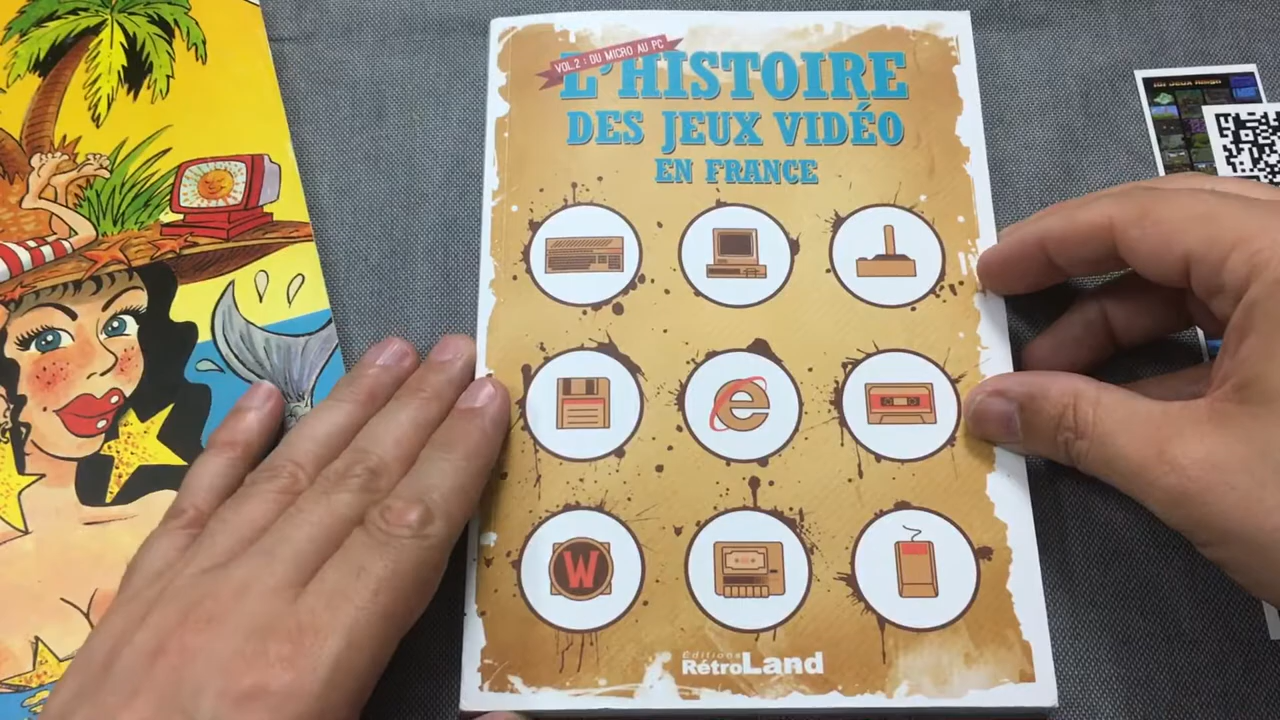 VOL.2 : DU MICRO AU PC
L'HISTOIRE
DES JEUX VIDÉO
EN FRANCE
e
W
Éditions
RétroLand